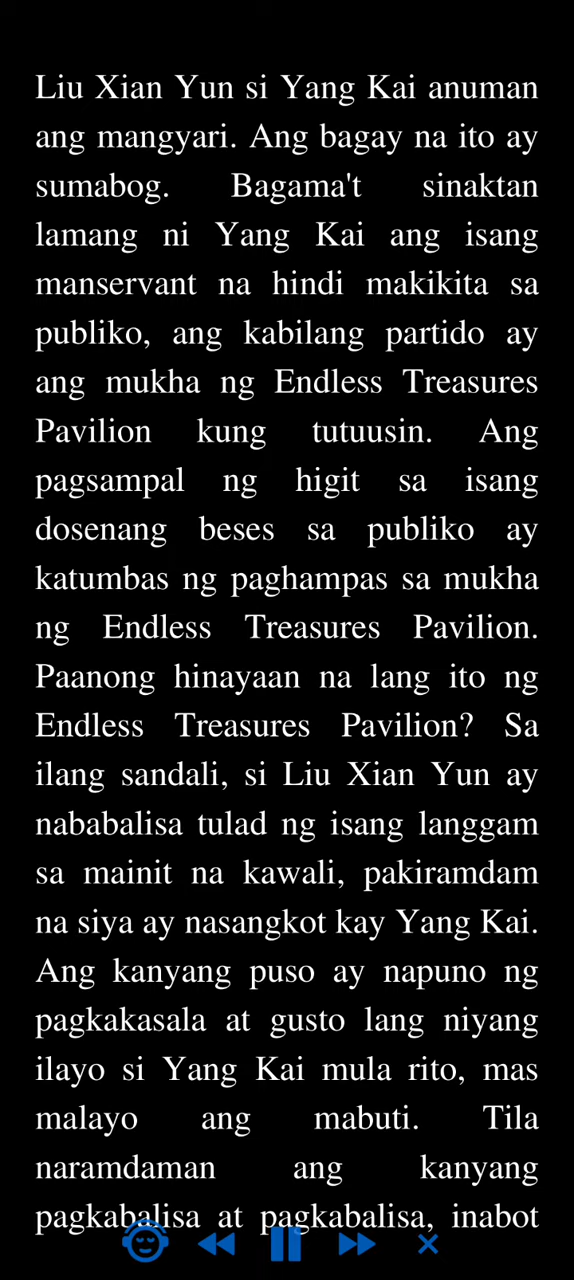 Liu Xian Yun si Yang Kai anuman
ang mangyari. Ang bagay na ito ay
sumabog. Bagama't sinaktan
lamang ni Yang Kai ang isang
manservant na hindi makikita sa
publiko, ang kabilang partido ay
ang mukha ng Endless Treasures
Pavilion kung tutuusin. Ang
pagsampal ng higit sa isang
dosenang beses sa publiko ay
katumbas ng paghampas sa mukha
ng Endless Treasures Pavilion.
Paanong hinayaan na lang ito ng
Endless Treasures Pavilion? Sa
ilang sandali, si Liu Xian Yun ay
nababalisa tulad ng isang langgam
sa mainit na kawali, pakiramdam
na siya ay nasangkot kay Yang Kai.
Ang kanyang puso ay napuno ng
pagkakasala at gusto lang niyang
ilayo si Yang Kai mula rito, mas
malayo ang mabuti. Tila
naramdaman ang kanyang
pagkabalisa at pagkabalisa, inabot